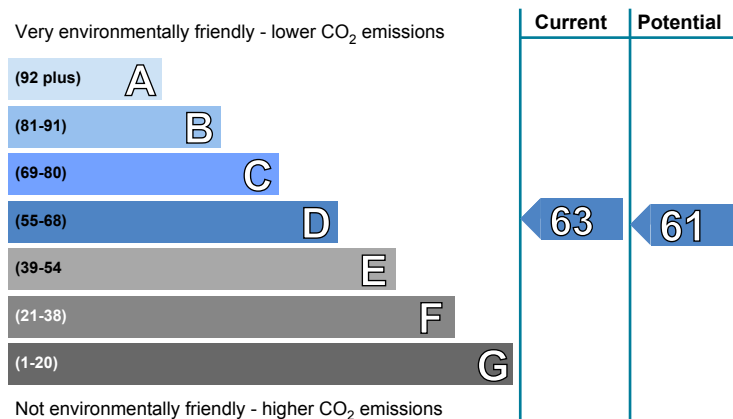 Very environmentally friendly - lower CO₂ emissions
Current
Potential
(92 plus) A
(81-91) B
(69-80) C
(55-68) D
63
61
(39-54 E
(21-38) F
(1-20) G
Not environmentally friendly - higher CO₂ emissions